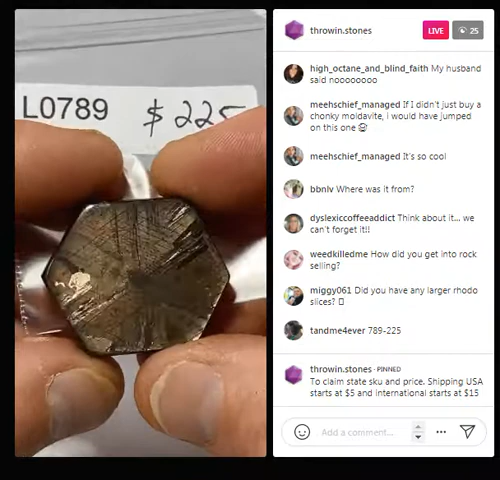 L0789 $225
throwin.stones LIVE 25
high_octane_and_blind_faith My husband
said noooooooo
meehschief_managed If I didn't just buy a
chonky moldavite, i would have jumped
on this one 😅
meehschief_managed It's so cool
bbnlv Where was it from?
dyslexiccoffeeaddict Think about it... we
can't forget it!!
weedkilledme How did you get into rock
selling?
miggy061 Did you have any larger rhodo
slices?
tandme4ever 789-225
throwin.stones · PINNED
To claim state sku and price. Shipping USA
starts at $5 and international starts at $15
Add a comment...